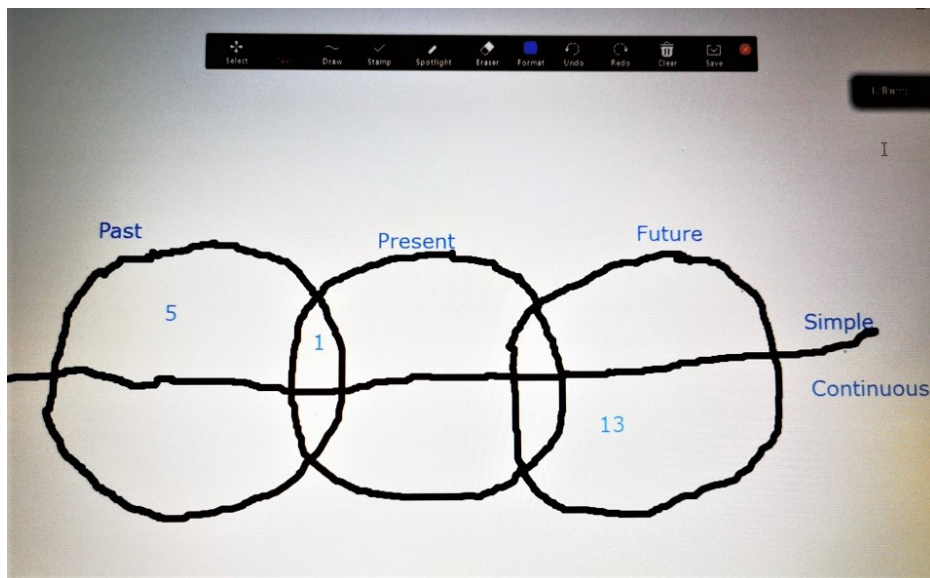 Select Draw Stamp Spotlight Eraser Format Undo Redo Clear Save
Past
Present
Future
5
1
Simple
Continuous
13